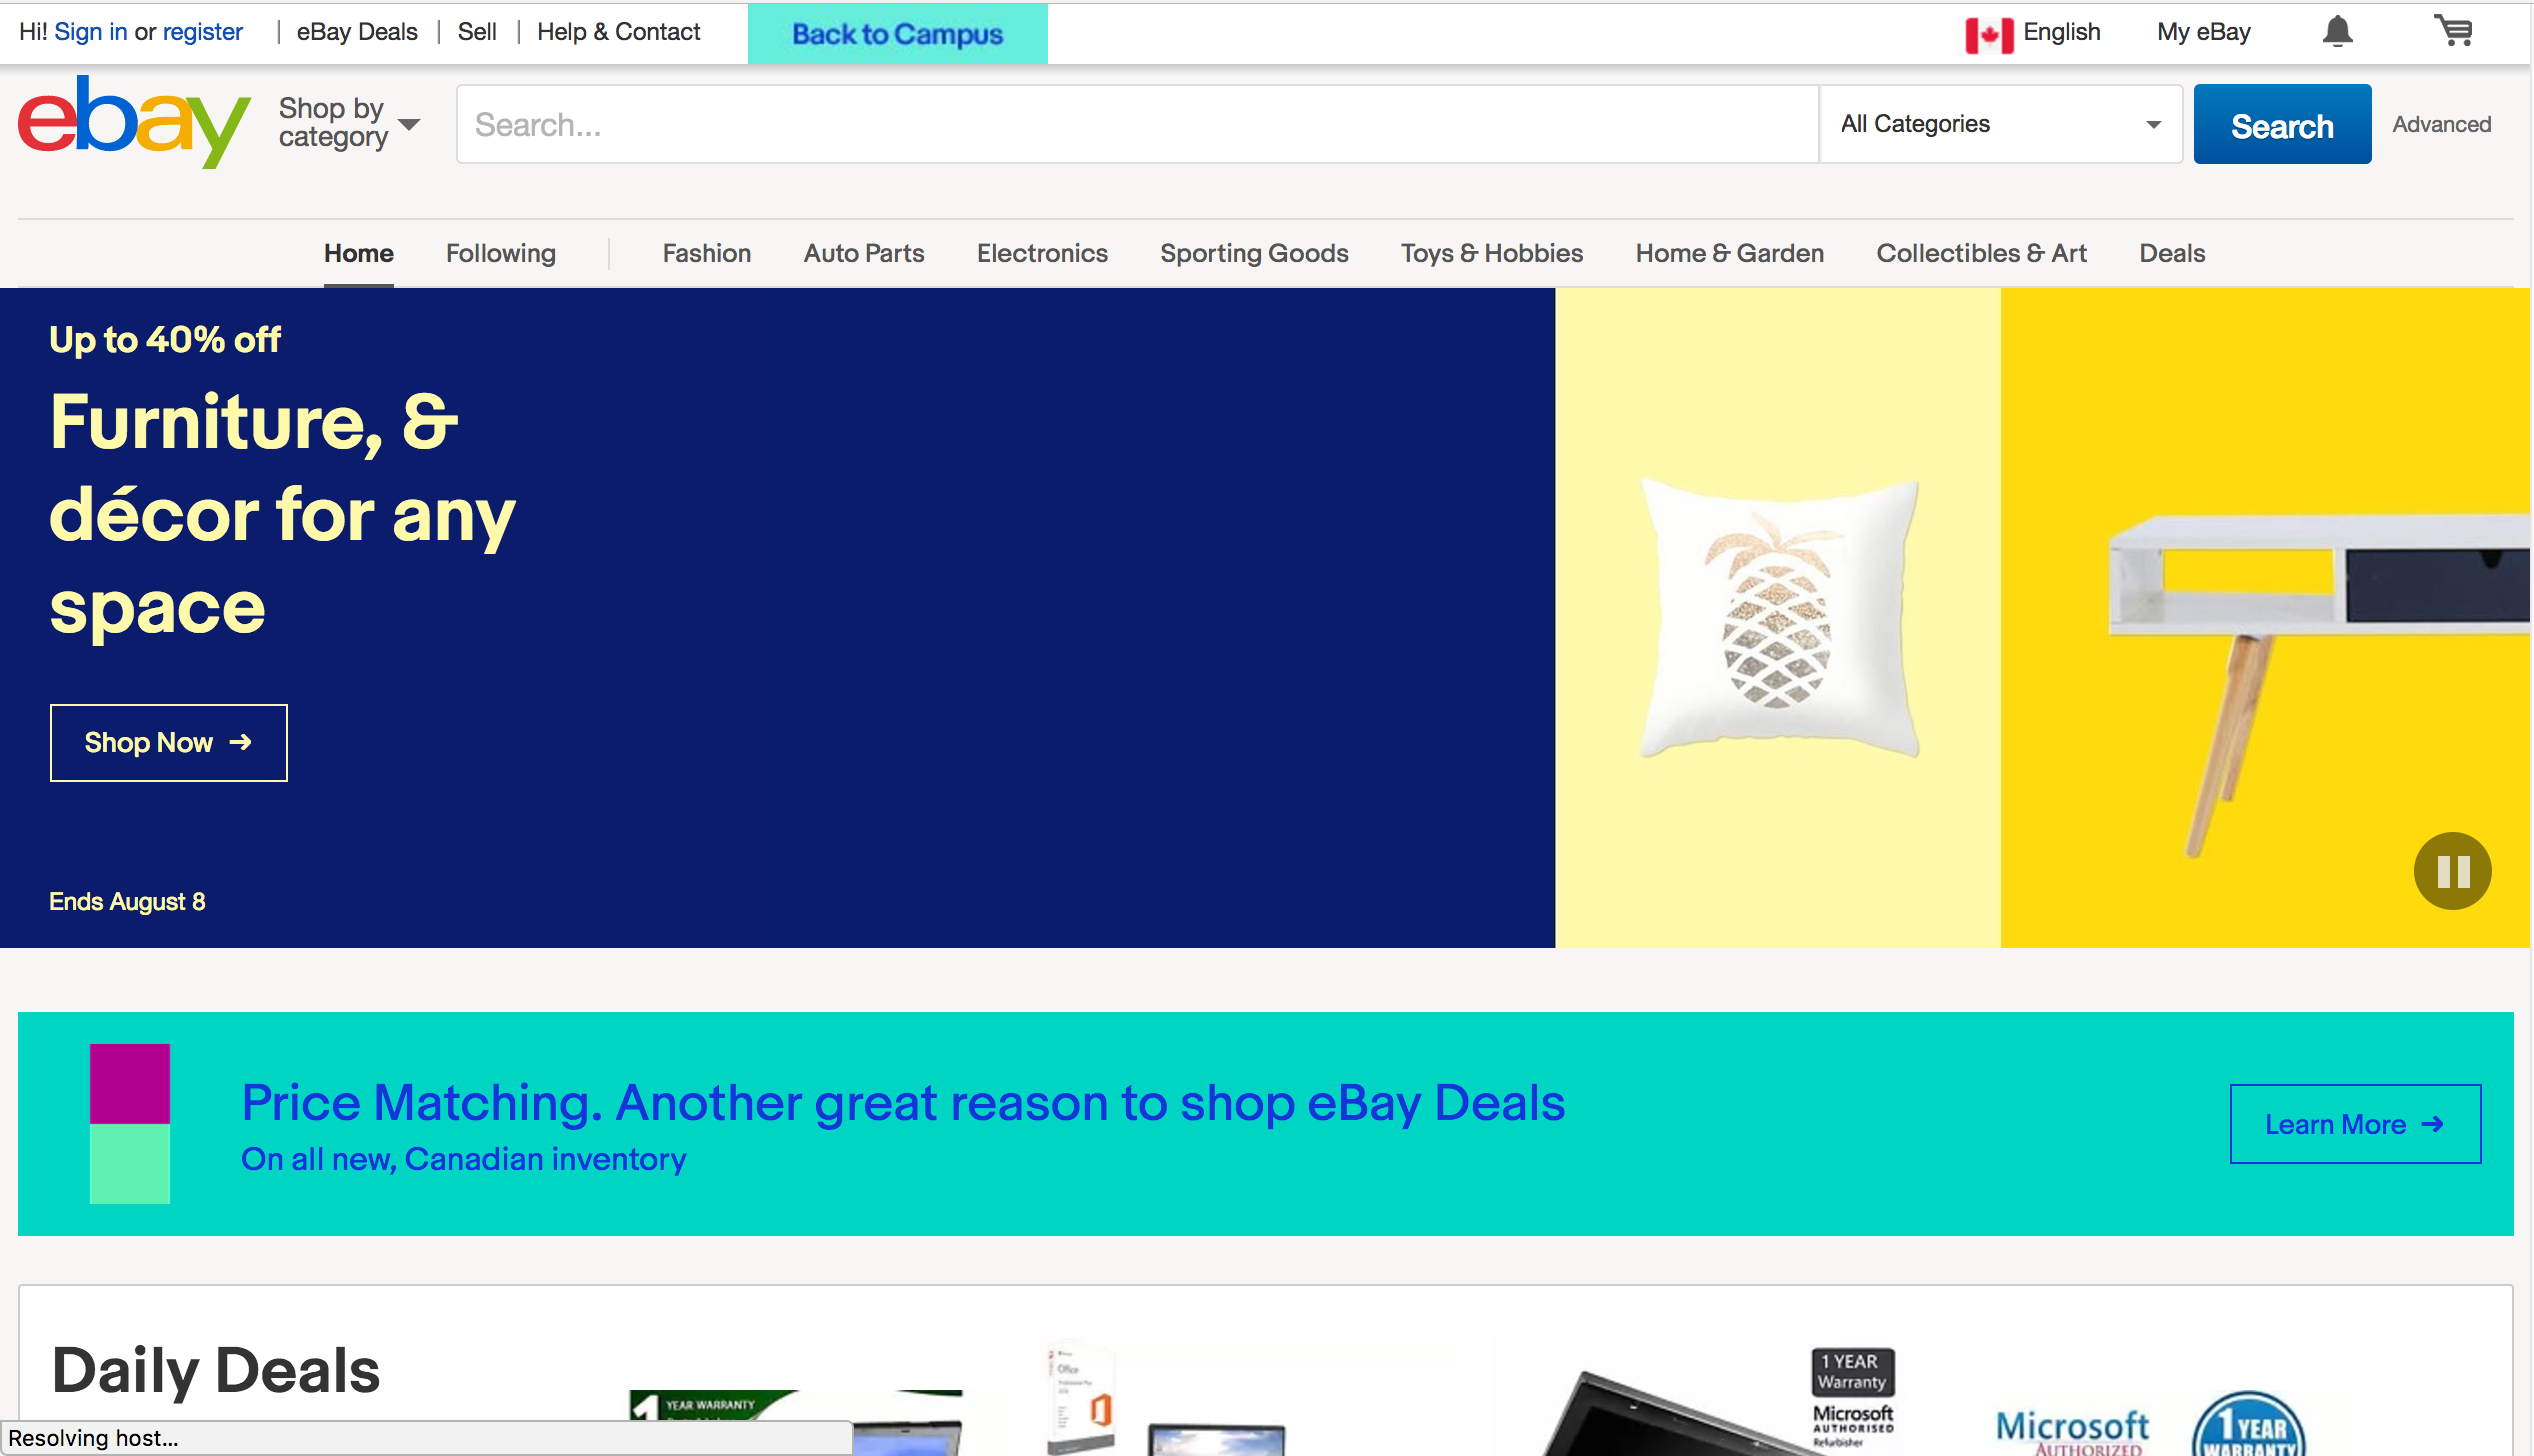 Hi! Sign in or register | eBay Deals | Sell | Help & Contact
Back to Campus
English
My eBay
ebay
Shop by
category
Search...
All Categories
Search
Advanced
Home
Following
Fashion
Auto Parts
Electronics
Sporting Goods
Toys & Hobbies
Home & Garden
Collectibles & Art
Deals
Up to 40% off
Furniture, &
décor for any
space
Shop Now →
Ends August 8
Price Matching. Another great reason to shop eBay Deals
On all new, Canadian inventory
Learn More →
Daily Deals
1 YEAR WARRANTY
Office
1 YEAR
Warranty
Microsoft
AUTHORISED
Refurbisher
Microsoft
AUTHORIZED
1 YEAR
WARRANTY
Resolving host...